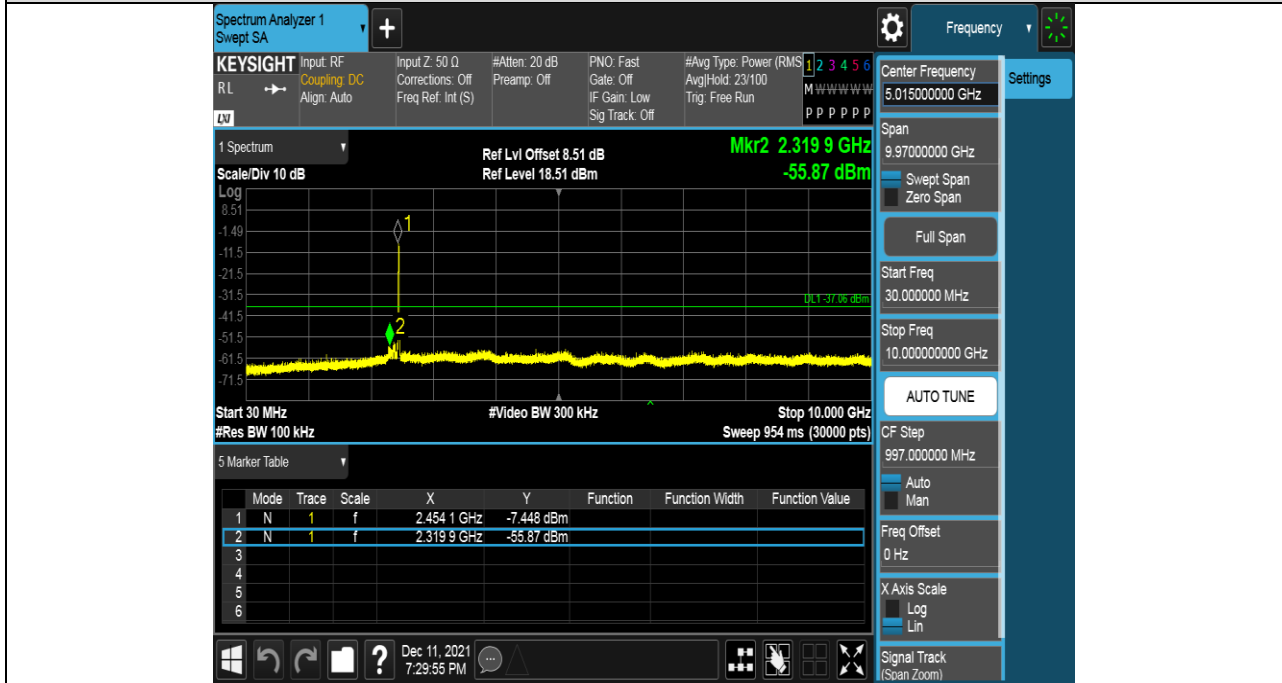 Spectrum Analyzer 1
Swept SA
Frequency
KEYSIGHT
RL
LXI
Input: RF
Coupling: DC
Align: Auto
Input Z: 50 Ω
Corrections: Off
Freq Ref: Int (S)
#Atten: 20 dB
Preamp: Off
PNO: Fast
Gate: Off
IF Gain: Low
Sig Track: Off
#Avg Type: Power (RMS
Avg|Hold: 23/100
Trig: Free Run
1 2 3 4 5 6
M W W W W W
P P P P P P
1 Spectrum
Scale/Div 10 dB
Ref Lvl Offset 8.51 dB
Ref Level 18.51 dBm
Mkr2 2.319 9 GHz
-55.87 dBm
Log
8.51
-1.49
-11.5
-21.5
-31.5
-41.5
-51.5
-61.5
-71.5
1
2
DL1 -37.06 dBm
Start 30 MHz
#Res BW 100 kHz
#Video BW 300 kHz
Stop 10.000 GHz
Sweep 954 ms (30000 pts)
5 Marker Table
Mode Trace Scale X Y Function Function Width Function Value
1 N 1 f 2.454 1 GHz -7.448 dBm
2 N 1 f 2.319 9 GHz -55.87 dBm
3
4
5
6
Dec 11, 2021
7:29:55 PM
Center Frequency
5.015000000 GHz
Settings
Span
9.97000000 GHz
Swept Span
Zero Span
Full Span
Start Freq
30.000000 MHz
Stop Freq
10.000000000 GHz
AUTO TUNE
CF Step
997.000000 MHz
Auto
Man
Freq Offset
0 Hz
X Axis Scale
Log
Lin
Signal Track
(Span Zoom)